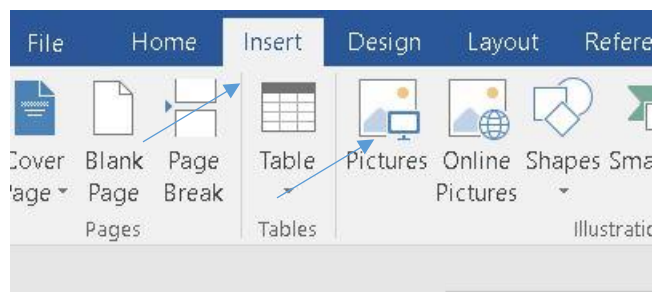 File Home Insert Design Layout Refere
Cover Blank Page Table Pictures Online Shapes Sma
Page Page Break Pictures
Pages Tables Illustratio